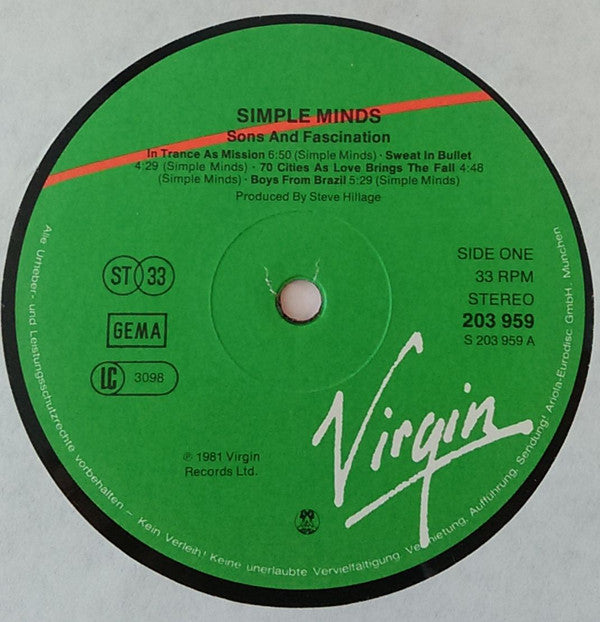 SIMPLE MINDS
Sons And Fascination
In Trance As Mission 6:50 (Simple Minds) · Sweat In Bullet
4:29 (Simple Minds) · 70 Cities As Love Brings The Fall 4:48
(Simple Minds) · Boys From Brazil 5:29 (Simple Minds)
Produced By Steve Hillage
ST 33
GEMA
LC 3098
SIDE ONE
33 RPM
STEREO
203 959
S 203 959 A
Virgin
℗ 1981 Virgin
Records Ltd.
Alle Urheber- und Leistungsschutzrechte vorbehalten – Kein Verleih! Keine unerlaubte Vervielfältigung, Vermietung, Aufführung, Sendung! Ariola-Eurodisc GmbH. München